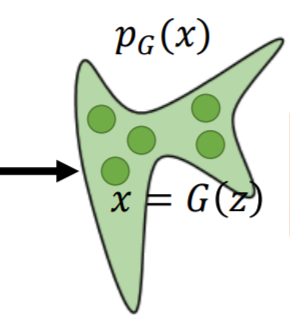 p_G(x)
x = G(z)